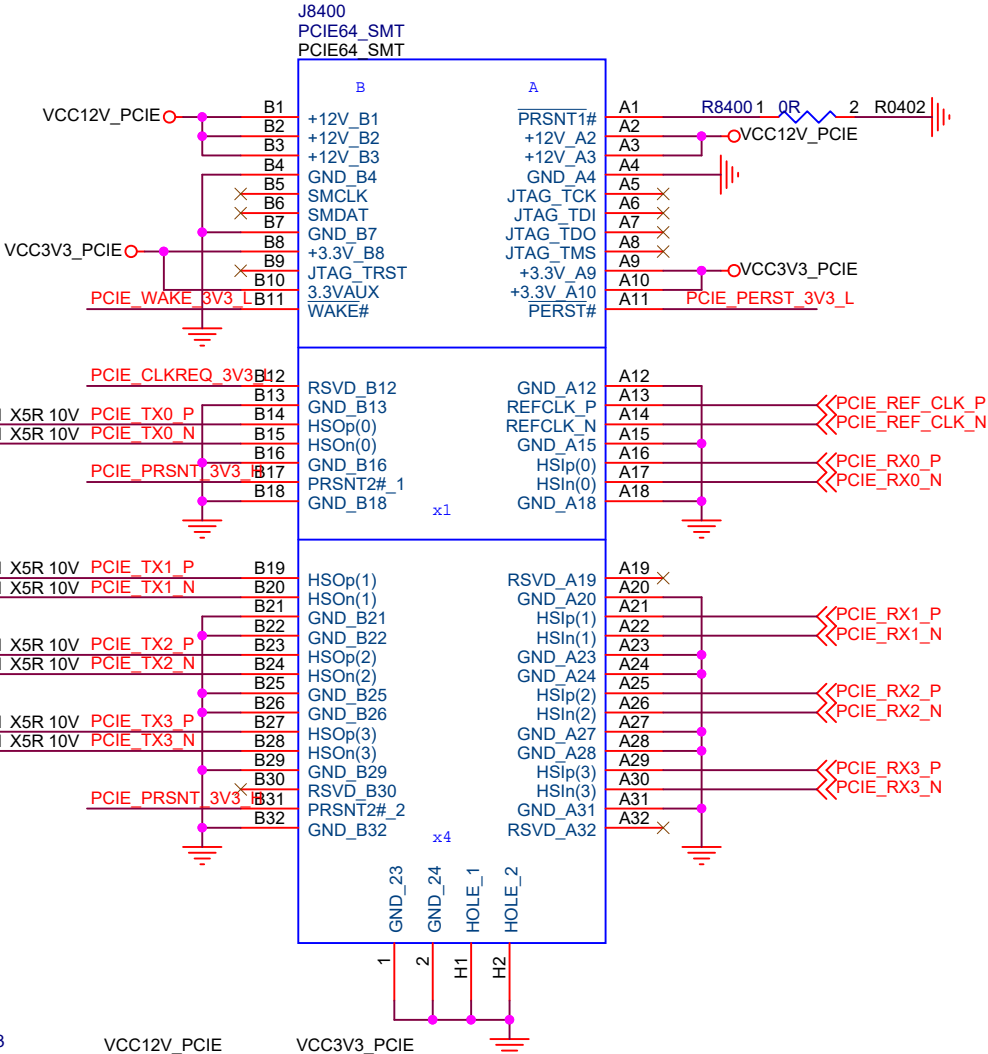 J8400
PCIE64_SMT
PCIE64_SMT
B A
VCC12V_PCIE B1 +12V_B1 PRSNT1# A1 R8400 1 0R 2 R0402
B2 +12V_B2 +12V_A2 A2 VCC12V_PCIE
B3 +12V_B3 +12V_A3 A3
B4 GND_B4 GND_A4 A4
B5 SMCLK JTAG_TCK A5
B6 SMDAT JTAG_TDI A6
B7 GND_B7 JTAG_TDO A7
VCC3V3_PCIE B8 +3.3V_B8 JTAG_TMS A8
B9 JTAG_TRST +3.3V_A9 A9 VCC3V3_PCIE
B10 3.3VAUX +3.3V_A10 A10
PCIE_WAKE_3V3_L B11 WAKE# PERST# A11 PCIE_PERST_3V3_L
PCIE_CLKREQ_3V3_L B12 RSVD_B12 GND_A12 A12
B13 GND_B13 REFCLK_P A13 PCIE_REF_CLK_P
X5R 10V PCIE_TX0_P B14 HSOp(0) REFCLK_N A14 PCIE_REF_CLK_N
X5R 10V PCIE_TX0_N B15 HSOn(0) GND_A15 A15
B16 GND_B16 HSIp(0) A16 PCIE_RX0_P
PCIE_PRSNT_3V3_H B17 PRSNT2#_1 HSIn(0) A17 PCIE_RX0_N
B18 GND_B18 GND_A18 A18
x1
X5R 10V PCIE_TX1_P B19 HSOp(1) RSVD_A19 A19
X5R 10V PCIE_TX1_N B20 HSOn(1) GND_A20 A20
B21 GND_B21 HSIp(1) A21 PCIE_RX1_P
B22 GND_B22 HSIn(1) A22 PCIE_RX1_N
X5R 10V PCIE_TX2_P B23 HSOp(2) GND_A23 A23
X5R 10V PCIE_TX2_N B24 HSOn(2) GND_A24 A24
B25 GND_B25 HSIp(2) A25 PCIE_RX2_P
B26 GND_B26 HSIn(2) A26 PCIE_RX2_N
X5R 10V PCIE_TX3_P B27 HSOp(3) GND_A27 A27
X5R 10V PCIE_TX3_N B28 HSOn(3) GND_A28 A28
B29 GND_B29 HSIp(3) A29 PCIE_RX3_P
B30 RSVD_B30 HSIn(3) A30 PCIE_RX3_N
PCIE_PRSNT_3V3_H B31 PRSNT2#_2 GND_A31 A31
B32 GND_B32 RSVD_A32 A32
x4
GND_23 GND_24 HOLE_1 HOLE_2
1 2 H1 H2
VCC12V_PCIE VCC3V3_PCIE